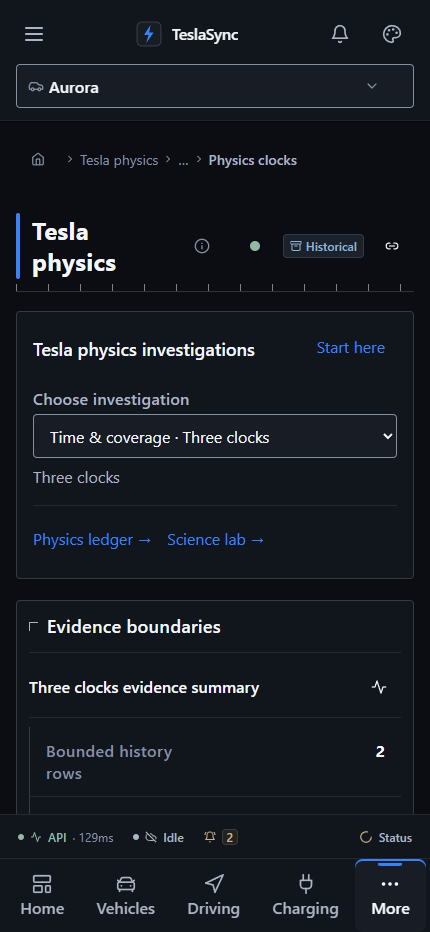 TeslaSync
Aurora
Tesla physics
...
Physics clocks
Tesla
physics
Historical
Tesla physics investigations
Start here
Choose investigation
Time & coverage · Three clocks
Three clocks
Physics ledger →
Science lab →
Evidence boundaries
Three clocks evidence summary
Bounded history
rows
2
API · 129ms
Idle
2
Status
Home
Vehicles
Driving
Charging
More